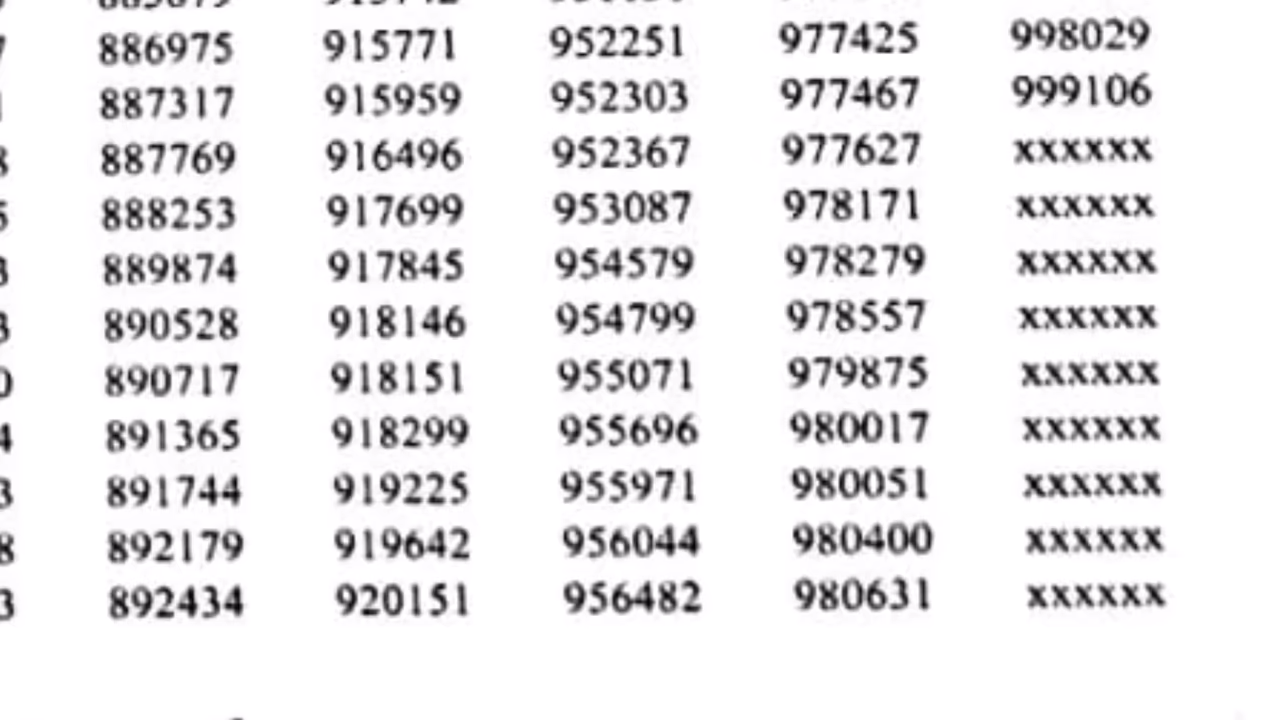 886975 915771 952251 977425 998029
887317 915959 952303 977467 999106
887769 916496 952367 977627 xxxxxx
888253 917699 953087 978171 xxxxxx
889874 917845 954579 978279 xxxxxx
890528 918146 954799 978557 xxxxxx
890717 918151 955071 979875 xxxxxx
891365 918299 955696 980017 xxxxxx
891744 919225 955971 980051 xxxxxx
892179 919642 956044 980400 xxxxxx
892434 920151 956482 980631 xxxxxx